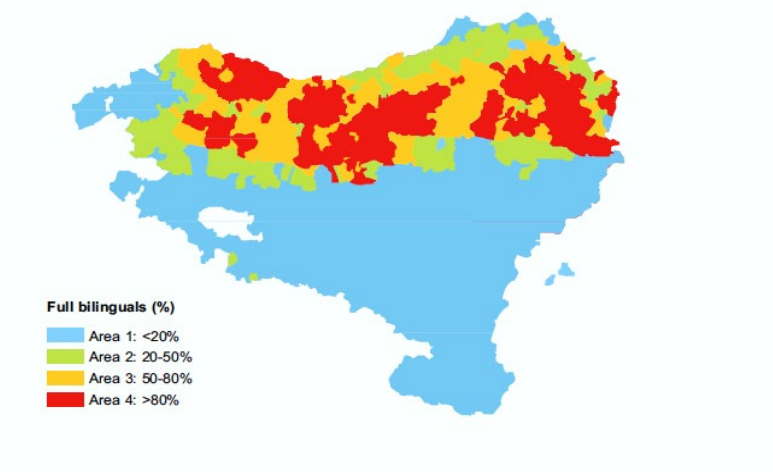 Full bilinguals (%)
Area 1: <20%
Area 2: 20-50%
Area 3: 50-80%
Area 4: >80%